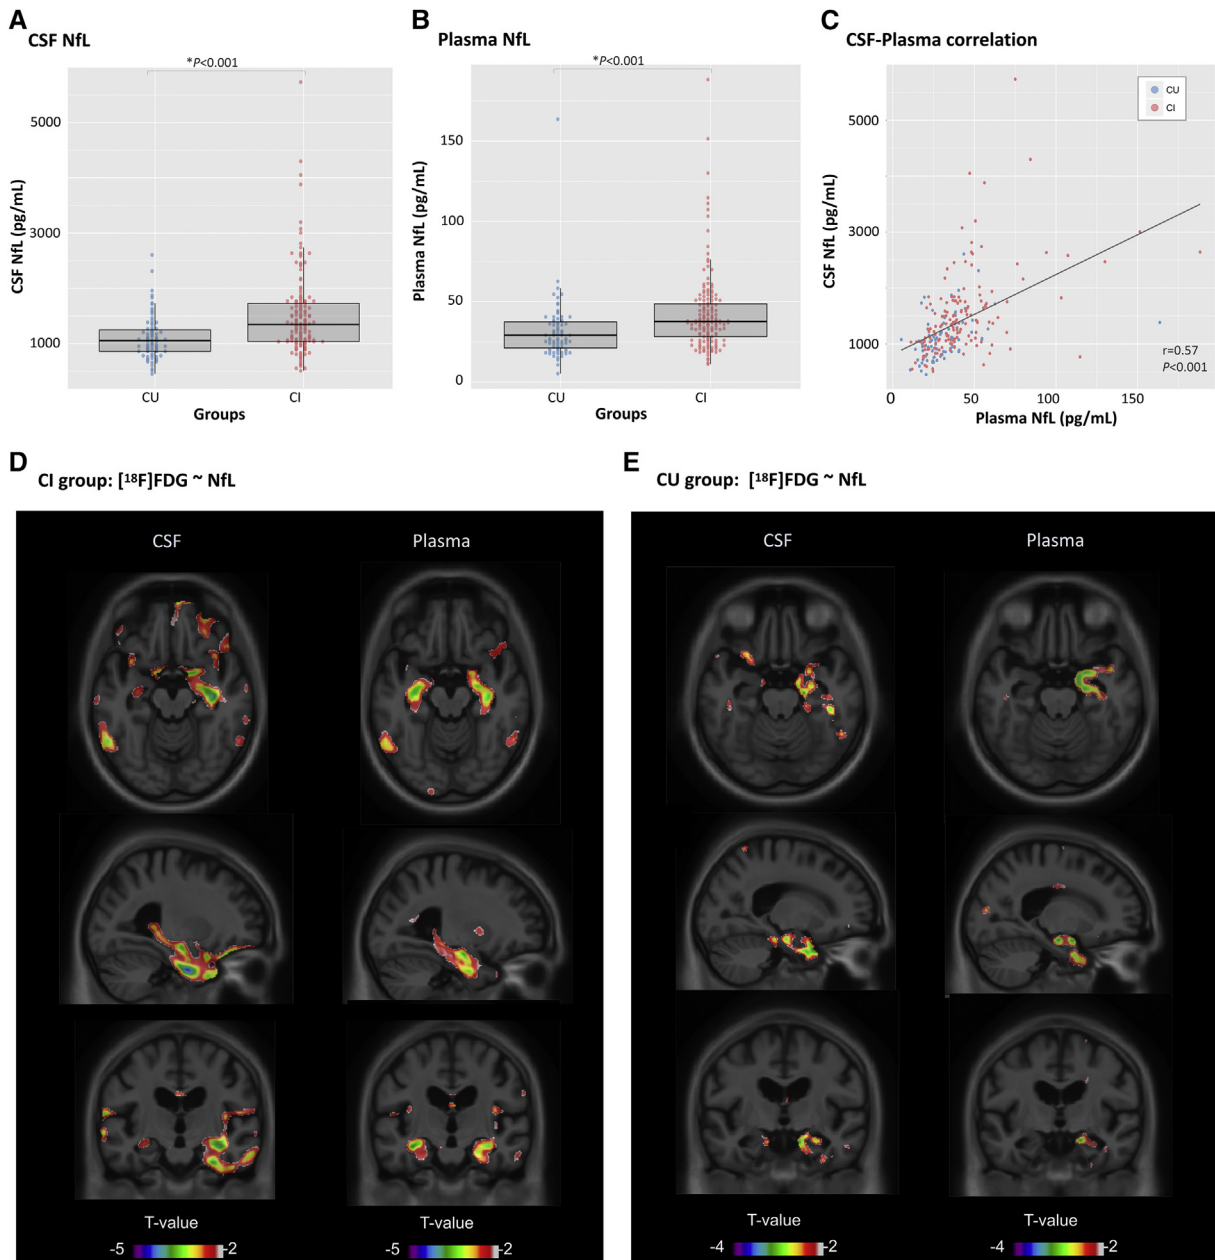 A
CSF NfL
*P<0.001
5000
3000
1000
CSF NfL (pg/mL)
CU
CI
Groups
B
Plasma NfL
*P<0.001
150
100
50
0
Plasma NfL (pg/mL)
CU
CI
Groups
C
CSF-Plasma correlation
CU
CI
5000
3000
1000
CSF NfL (pg/mL)
r=0.57
P<0.001
0
50
100
150
Plasma NfL (pg/mL)
D
CI group: [¹⁸F]FDG ~ NfL
CSF
Plasma
T-value
-5
-2
T-value
-5
-2
E
CU group: [¹⁸F]FDG ~ NfL
CSF
Plasma
T-value
-4
-2
T-value
-4
-2